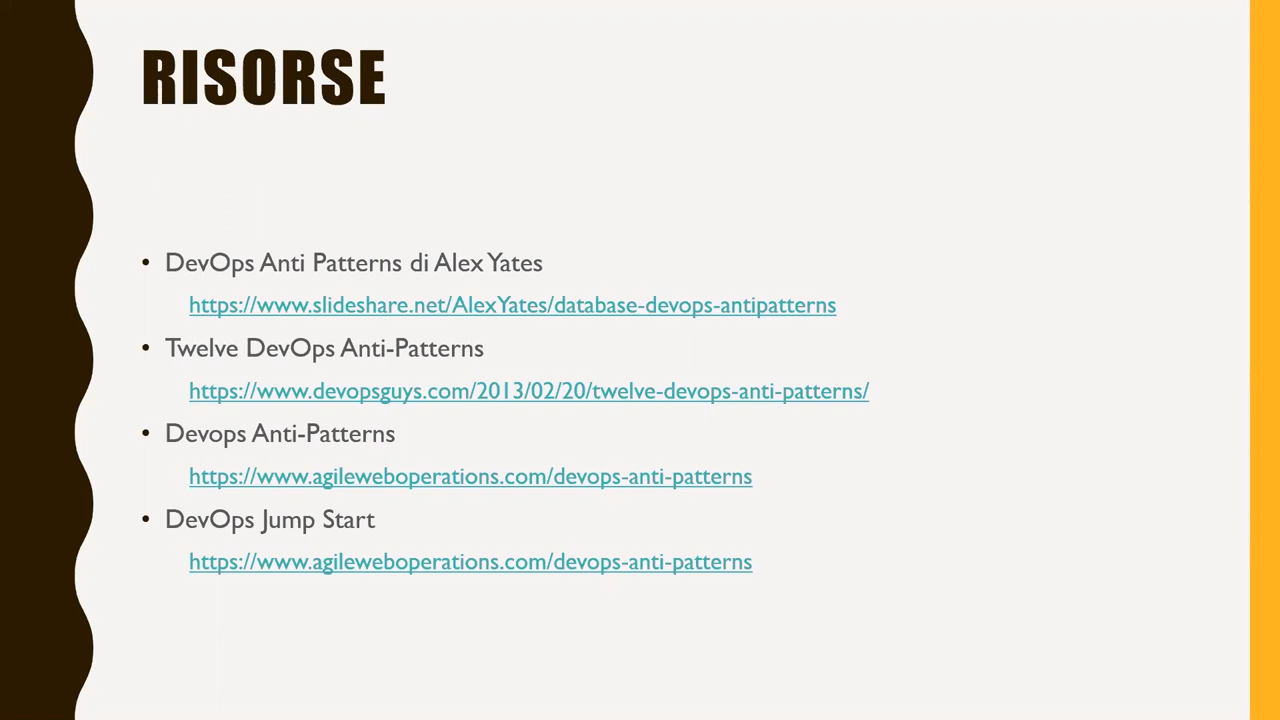 RISORSE
• DevOps Anti Patterns di Alex Yates
https://www.slideshare.net/AlexYates/database-devops-antipatterns
• Twelve DevOps Anti-Patterns
https://www.devopsguys.com/2013/02/20/twelve-devops-anti-patterns/
• Devops Anti-Patterns
https://www.agileweboperations.com/devops-anti-patterns
• DevOps Jump Start
https://www.agileweboperations.com/devops-anti-patterns